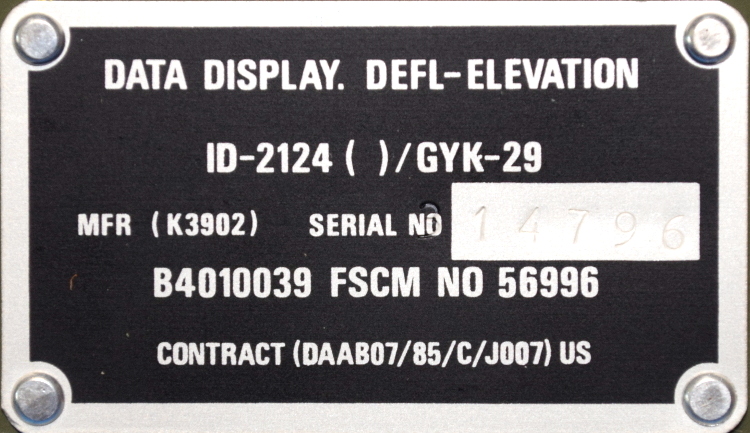 DATA DISPLAY. DEFL-ELEVATION
ID-2124 ( )/GYK-29
MFR (K3902) SERIAL NO 14796
B4010039 FSCM NO 56996
CONTRACT (DAAB07/85/C/J007) US